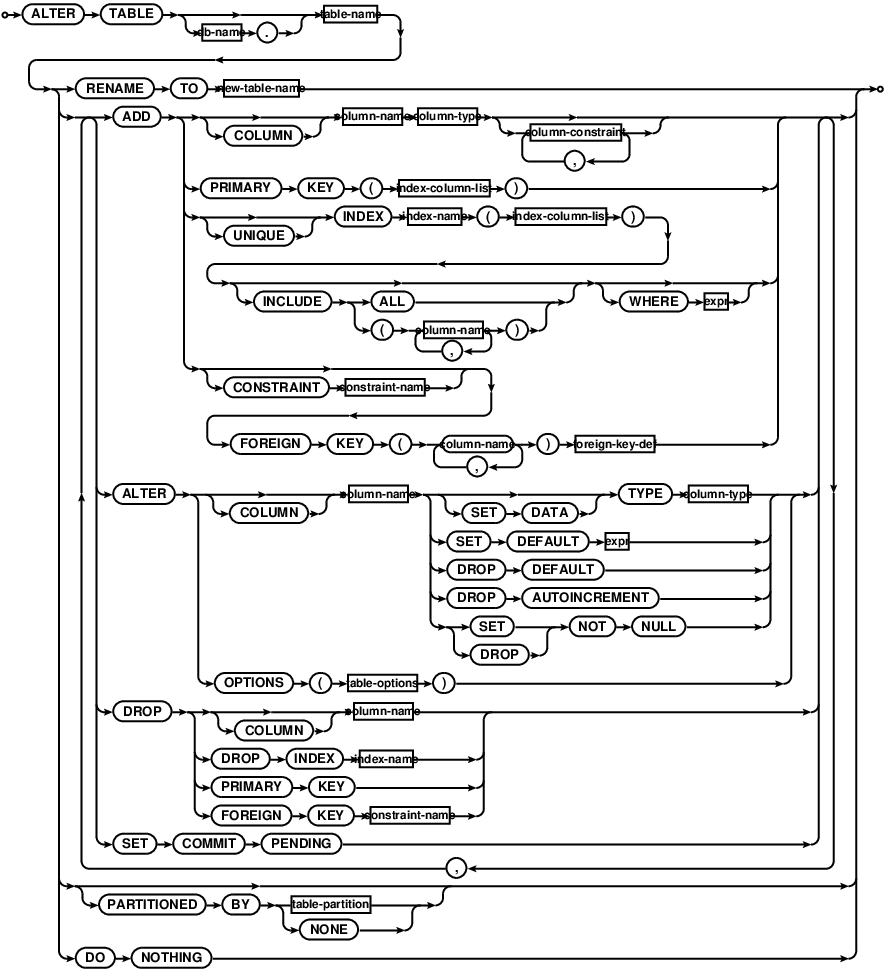 ALTER TABLE db-name . table-name
RENAME TO new-table-name
ADD COLUMN column-name column-type column-constraint ,
PRIMARY KEY ( index-column-list )
UNIQUE INDEX index-name ( index-column-list )
INCLUDE ALL WHERE expr
( column-name , )
CONSTRAINT constraint-name
FOREIGN KEY ( column-name , ) foreign-key-def
ALTER COLUMN column-name SET DATA TYPE column-type
SET DEFAULT expr
DROP DEFAULT
DROP AUTOINCREMENT
SET NOT NULL
DROP
OPTIONS ( table-options )
DROP COLUMN column-name
DROP INDEX index-name
PRIMARY KEY
FOREIGN KEY constraint-name
SET COMMIT PENDING
,
PARTITIONED BY table-partition
NONE
DO NOTHING